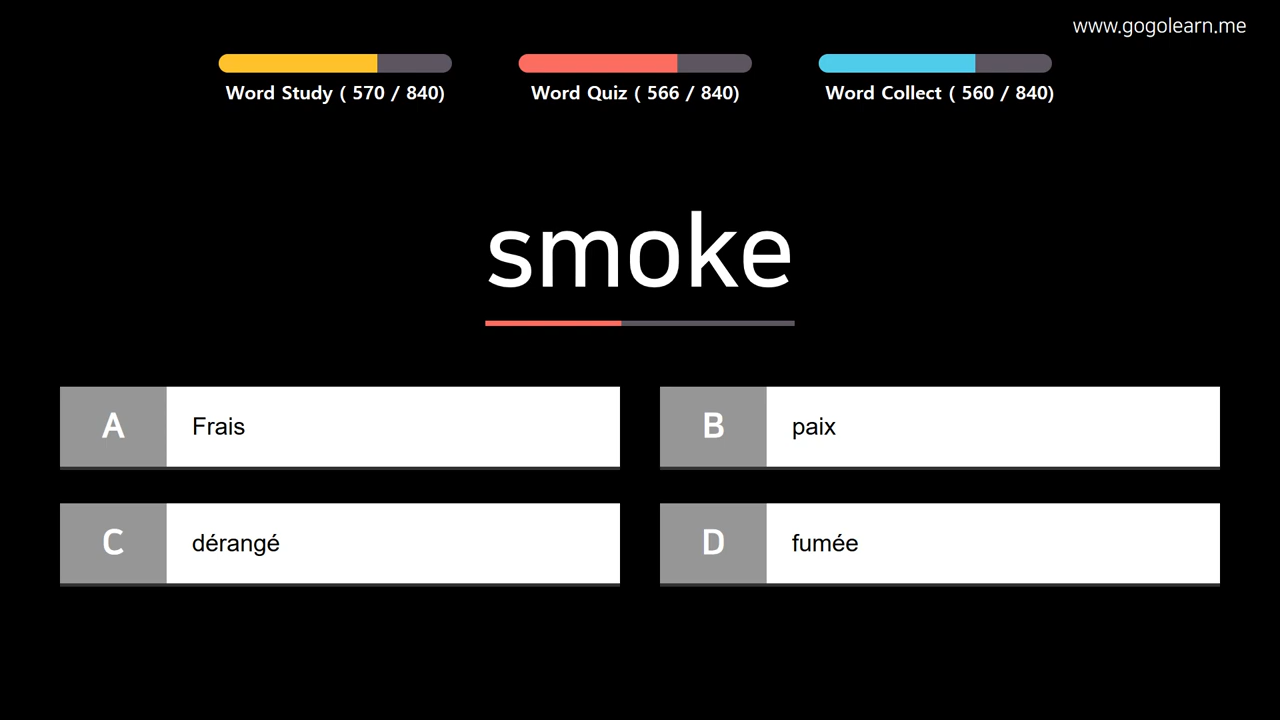 www.gogolearn.me
Word Study ( 570 / 840)
Word Quiz ( 566 / 840)
Word Collect ( 560 / 840)
smoke
A Frais
B paix
C dérangé
D fumée